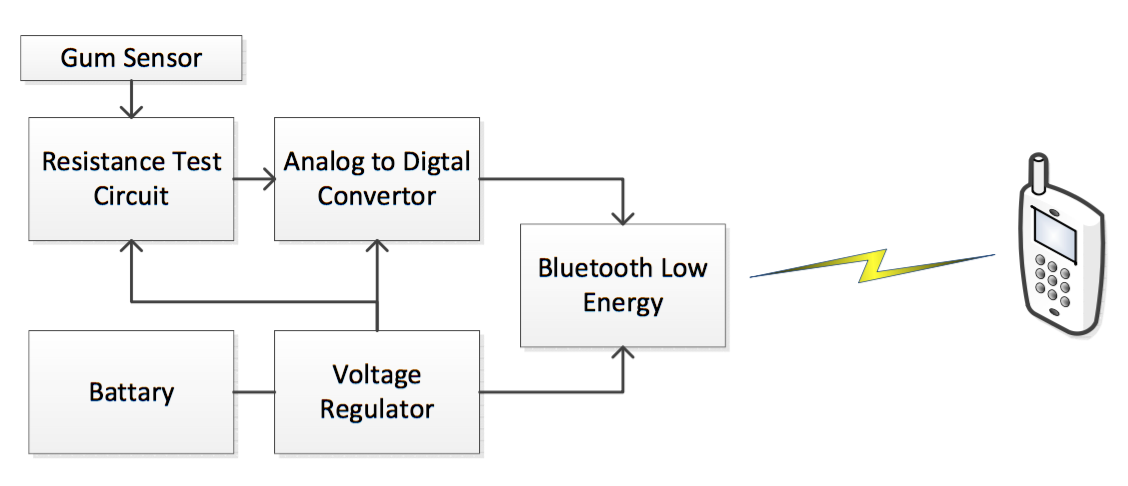 Gum Sensor
Resistance Test
Circuit
Analog to Digtal
Convertor
Bluetooth Low
Energy
Battary
Voltage
Regulator